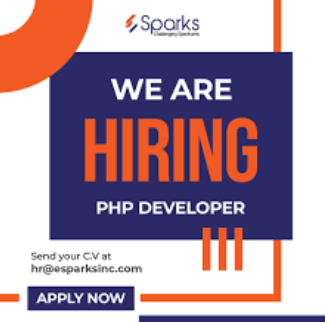 Sparks
Challenging Spectrums
WE ARE
HIRING
PHP DEVELOPER
Send your C.V at
hr@esparksinc.com
APPLY NOW